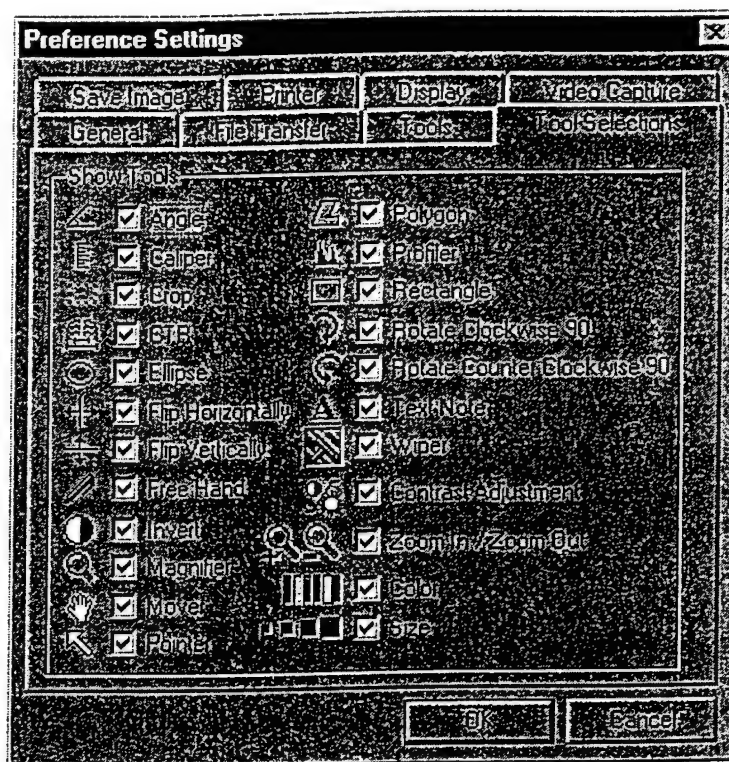 Preference Settings
Save Image Printer Display Video Capture
General File Transfer Tools Tool Selections
Show Tools
Angle
Caliper
Crop
CTR
Ellipse
Flip Horizontally
Flip Vertically
Free Hand
Invert
Magnifier
Mover
Pointer
Polygon
Profiler
Rectangle
Rotate Clockwise 90
Rotate Counter Clockwise 90
Text Note
Wiper
Contrast Adjustment
Zoom In / Zoom Out
Color
Size
OK Cancel